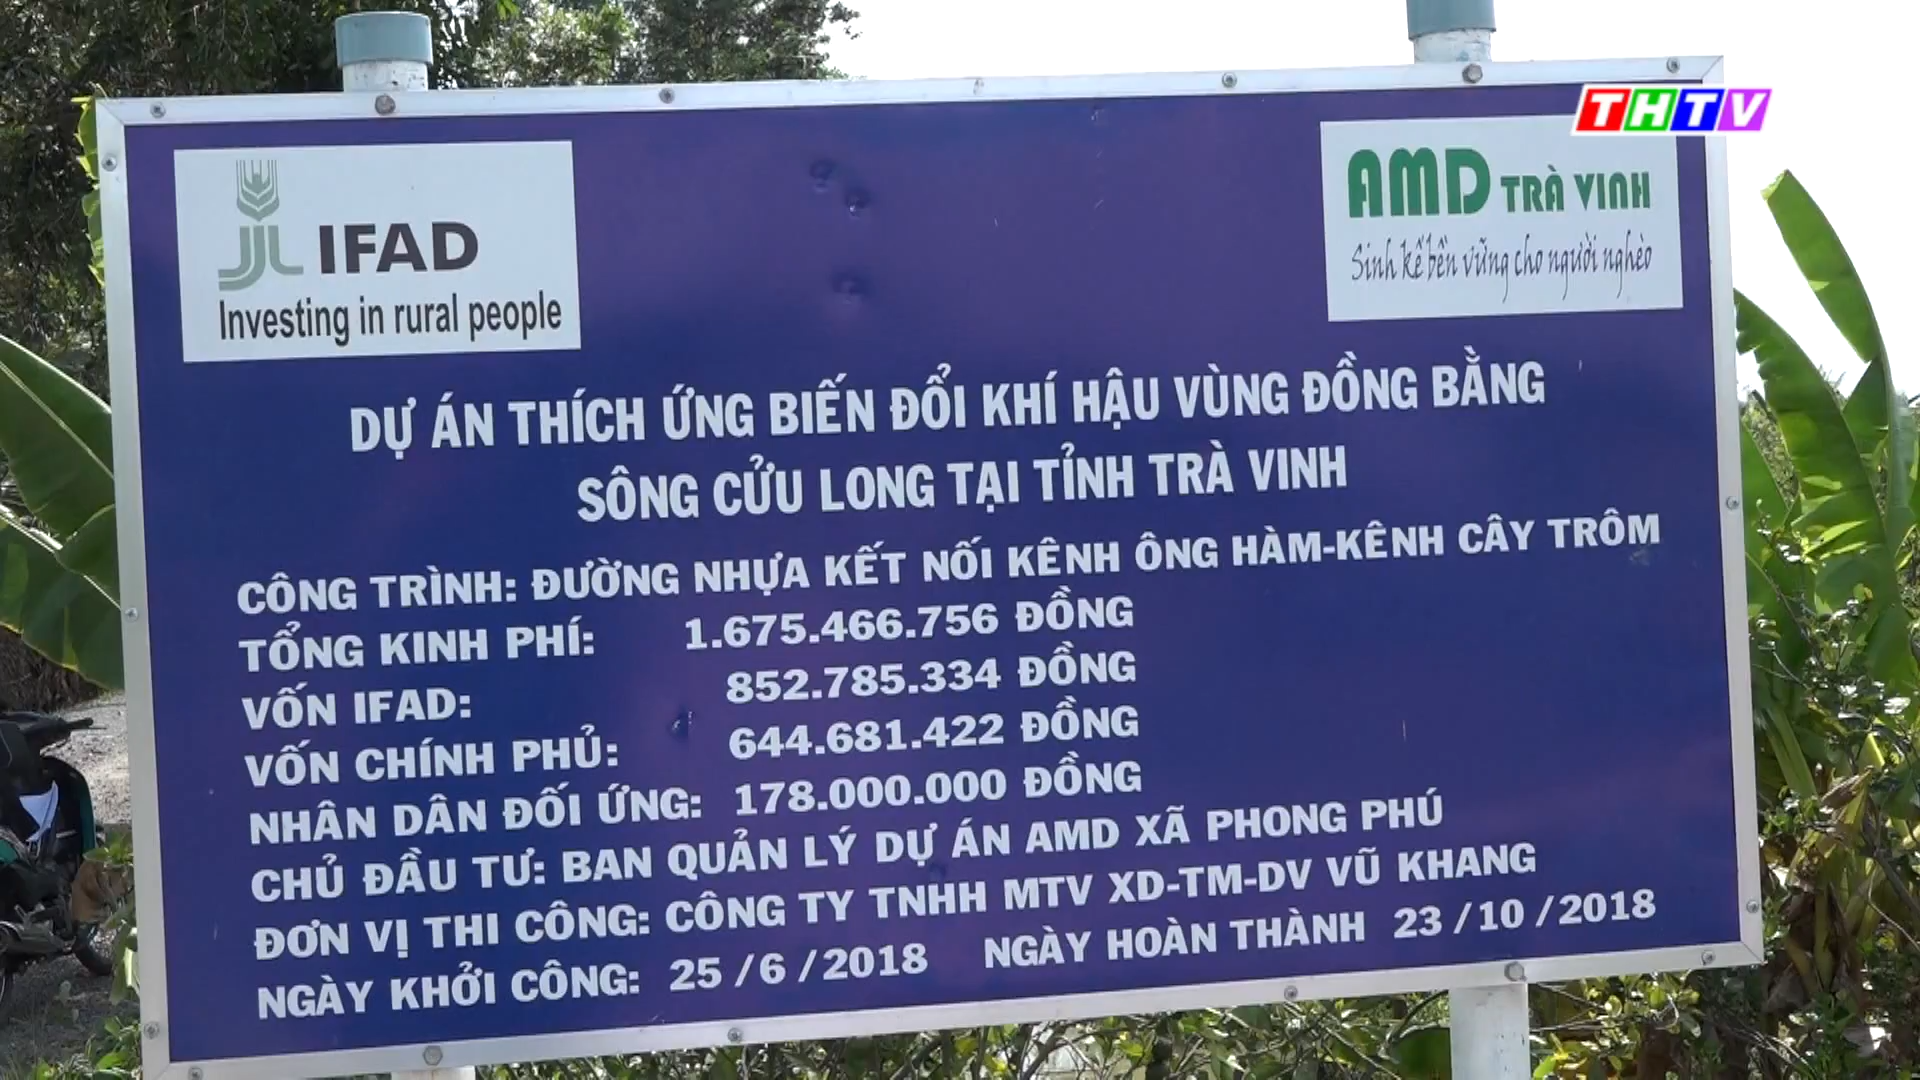 THTV
IFAD
Investing in rural people
AMD TRÀ VINH
Sinh kế bền vững cho người nghèo
DỰ ÁN THÍCH ỨNG BIẾN ĐỔI KHÍ HẬU VÙNG ĐỒNG BẰNG
SÔNG CỬU LONG TẠI TỈNH TRÀ VINH
CÔNG TRÌNH: ĐƯỜNG NHỰA KẾT NỐI KÊNH ÔNG HÀM-KÊNH CÂY TRÔM
TỔNG KINH PHÍ: 1.675.466.756 ĐỒNG
VỐN IFAD: 852.785.334 ĐỒNG
VỐN CHÍNH PHỦ: 644.681.422 ĐỒNG
NHÂN DÂN ĐỐI ỨNG: 178.000.000 ĐỒNG
CHỦ ĐẦU TƯ: BAN QUẢN LÝ DỰ ÁN AMD XÃ PHONG PHÚ
ĐƠN VỊ THI CÔNG: CÔNG TY TNHH MTV XD-TM-DV VŨ KHANG
NGÀY KHỞI CÔNG: 25 /6 /2018 NGÀY HOÀN THÀNH 23 /10 /2018